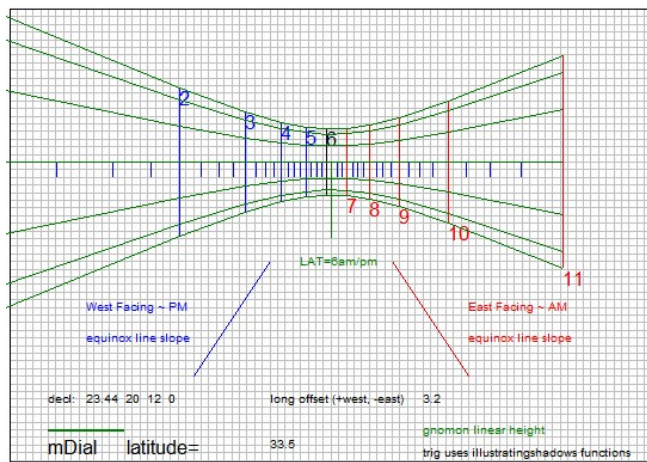 2
3
4
5
6
7
8
9
10
11
LAT=6am/pm
West Facing ~ PM
East Facing ~ AM
equinox line slope
equinox line slope
decl: 23.44 20 12 0
long offset (+west, -east) 3.2
gnomon linear height
mDial latitude= 33.5
trig uses illustratingshadows functions